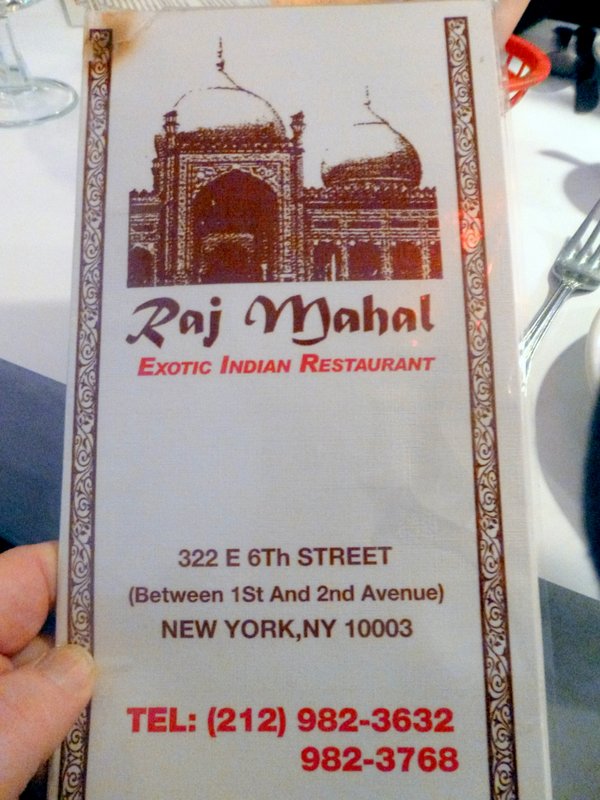 Raj Mahal
EXOTIC INDIAN RESTAURANT
322 E 6Th STREET
(Between 1St And 2nd Avenue)
NEW YORK,NY 10003
TEL: (212) 982-3632
982-3768